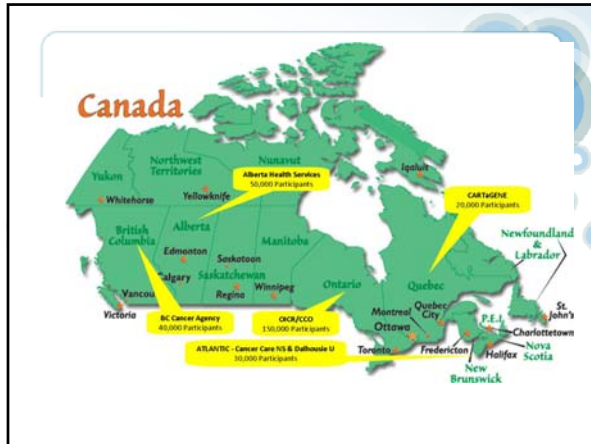 Canada
Yukon
Northwest
Territories
Nunavut
Whitehorse
Yellowknife
Iqaluit
Alberta Health Services
50,000 Participants
CARTaGENE
20,000 Participants
British
Columbia
Alberta
Edmonton
Calgary
Saskatoon
Saskatchewan
Regina
Manitoba
Winnipeg
Ontario
Quebec
Newfoundland
&
Labrador
Vancou
Victoria
BC Cancer Agency
40,000 Participants
OICR/CCO
150,000 Participants
Montreal
Quebec
City
Ottawa
Toronto
P.E.I.
St.
John's
Charlottetown
Fredericton
Halifax
Nova
Scotia
New
Brunswick
ATLANTIC - Cancer Care NS & Dalhousie U
30,000 Participants